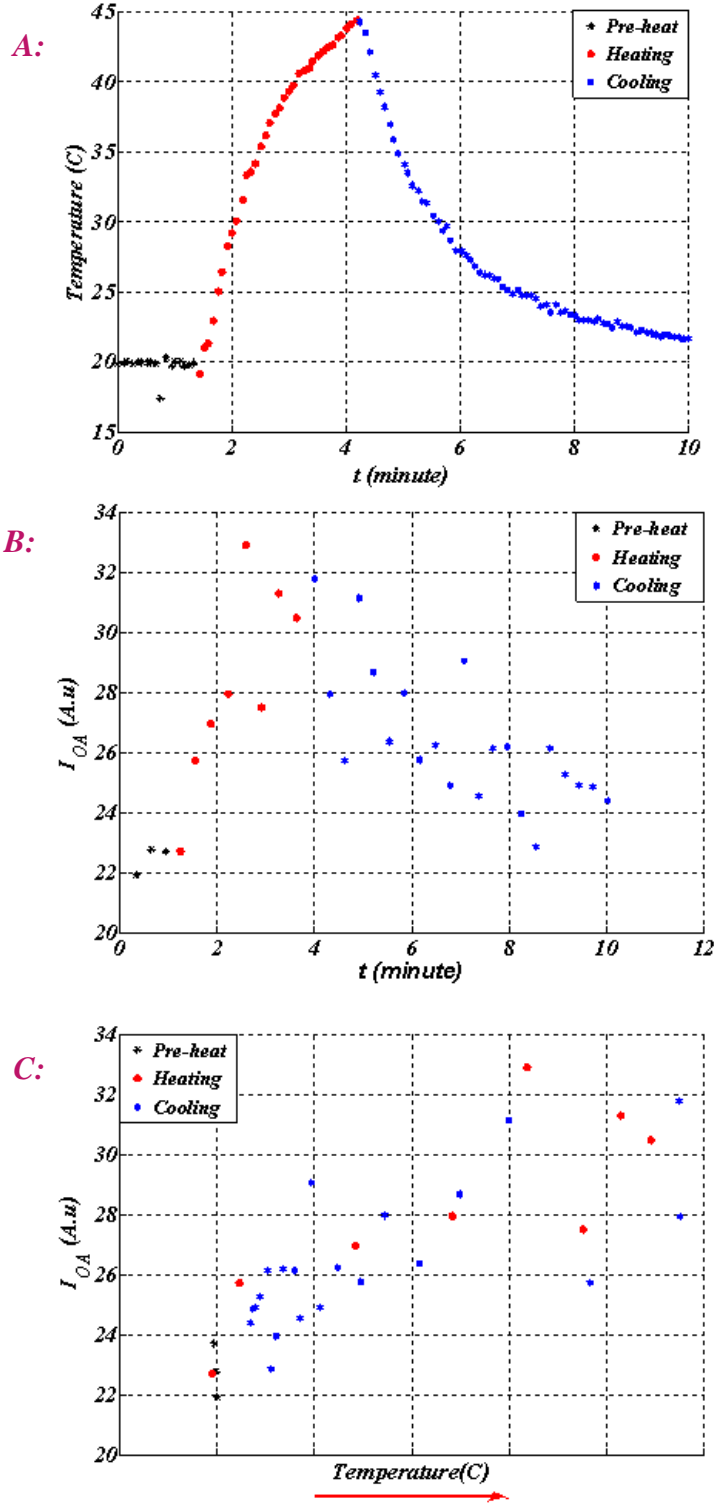 A:
45
40
35
30
25
20
15
Temperature (C)
Pre-heat
Heating
Cooling
0 2 4 6 8 10
t (minute)
B:
34
32
30
28
26
24
22
20
I_OA (A.u)
Pre-heat
Heating
Cooling
0 2 4 6 8 10 12
t (minute)
C:
34
32
30
28
26
24
22
20
I_OA (A.u)
Pre-heat
Heating
Cooling
Temperature(C)